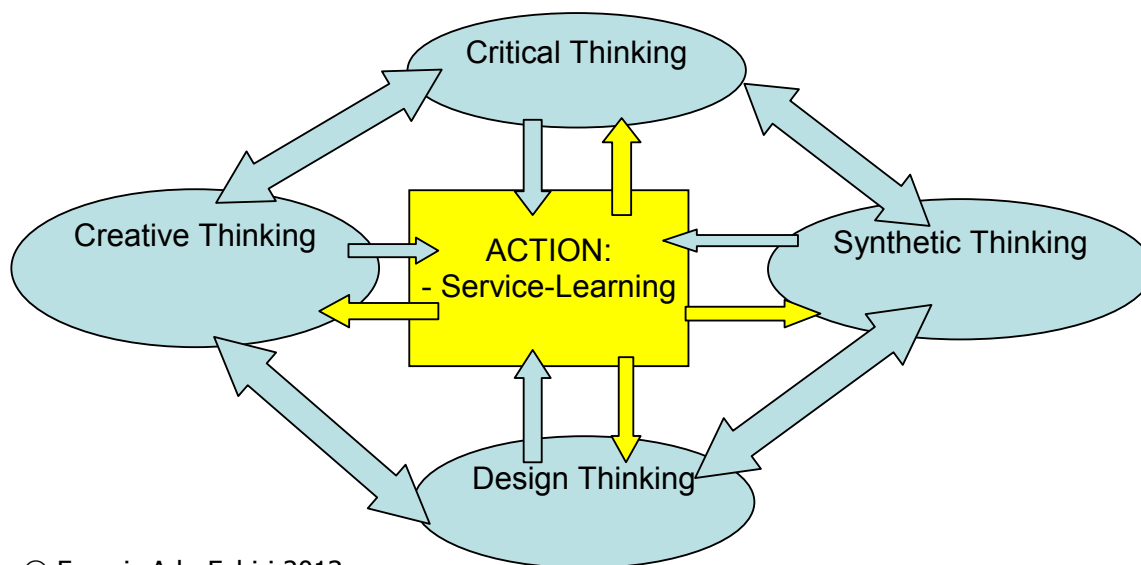 Critical Thinking
Creative Thinking
ACTION:
- Service-Learning
Synthetic Thinking
Design Thinking